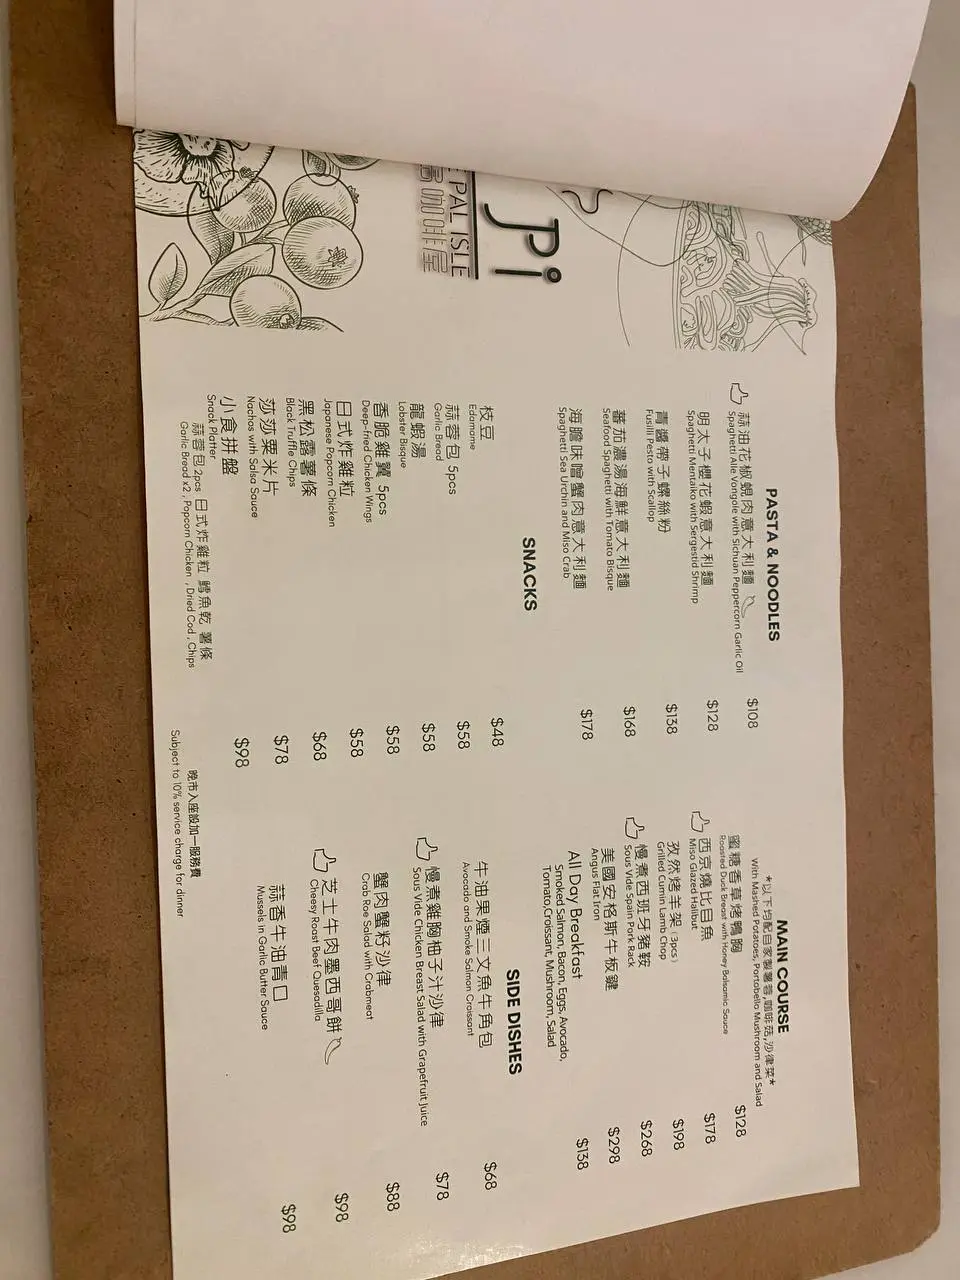 JPi
PAL ISLE
咖啡屋
PASTA & NOODLES
蒜油花椒蜆肉意大利麵 $108
Spaghetti Alle Vongole with Sichuan Peppercorn Garlic Oil
明太子櫻花蝦意大利麵 $128
Spaghetti Mentaiko with Sergestid Shrimp
青醬帶子螺絲粉 $138
Fusilli Pesto with Scallop
蕃茄濃湯海鮮意大利麵 $168
Seafood Spaghetti with Tomato Bisque
海膽味噌蟹肉意大利麵 $178
Spaghetti Sea Urchin and Miso Crab
SNACKS
枝豆 $48
Edamame
蒜蓉包 5pcs $58
Garlic Bread
龍蝦湯 $58
Lobster Bisque
香脆雞翼 5pcs $58
Deep-fried Chicken Wings
日式炸雞粒 $58
Japanese Popcorn Chicken
黑松露薯條 $68
Black Truffle Chips
莎莎粟米片 $78
Nachos with Salsa Sauce
小食拼盤 $98
Snack Platter
蒜蓉包 2pcs 日式炸雞粒 鱈魚乾 薯條
Garlic Bread x2 , Popcorn Chicken , Dried Cod , Chips
MAIN COURSE
*以下均配自家製薯蓉,咖啡菇,沙律菜*
With Mashed Potatoes, Portobello Mushroom and Salad
蜜糖香草烤鴨胸 $128
Roasted Duck Breast with Honey Balsamic Sauce
西京燒比目魚 $178
Miso Glazed Halibut
孜然烤羊架 (3pcs) $198
Grilled Cumin Lamb Chop
慢煮西班牙豬鞍 $268
Sous Vide Spain Pork Rack
美國安格斯牛板鍵 $298
Angus Flat Iron
All Day Breakfast $138
Smoked Salmon, Bacon, Eggs, Avocado,
Tomato,Croissant, Mushroom, Salad
SIDE DISHES
牛油果煙三文魚牛角包 $68
Avocado and Smoke Salmon Croissant
慢煮雞胸柚子汁沙律 $78
Sous Vide Chicken Breast Salad with Grapefruit Juice
蟹肉蟹籽沙律 $88
Crab Roe Salad with Crabmeat
芝士牛肉墨西哥餅 $98
Cheesy Roast Beef Quesadilla
蒜香牛油青口 $98
Mussels in Garlic Butter Sauce
晚市入座設加一服務費
Subject to 10% service charge for dinner